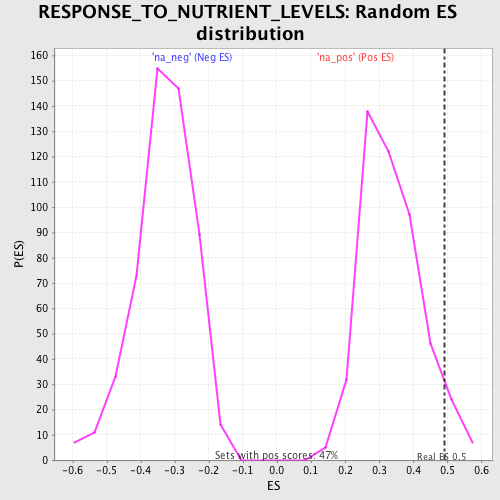 RESPONSE_TO_NUTRIENT_LEVELS: Random ES
distribution
'na_neg' (Neg ES) 'na_pos' (Pos ES)
160
150
140
130
120
110
100
90
80
70
60
50
40
30
20
10
0
P(ES)
Sets with pos scores: 47%
Real ES 0.5
-0.6 -0.5 -0.4 -0.3 -0.2 -0.1 0.0 0.1 0.2 0.3 0.4 0.5 0.6
ES